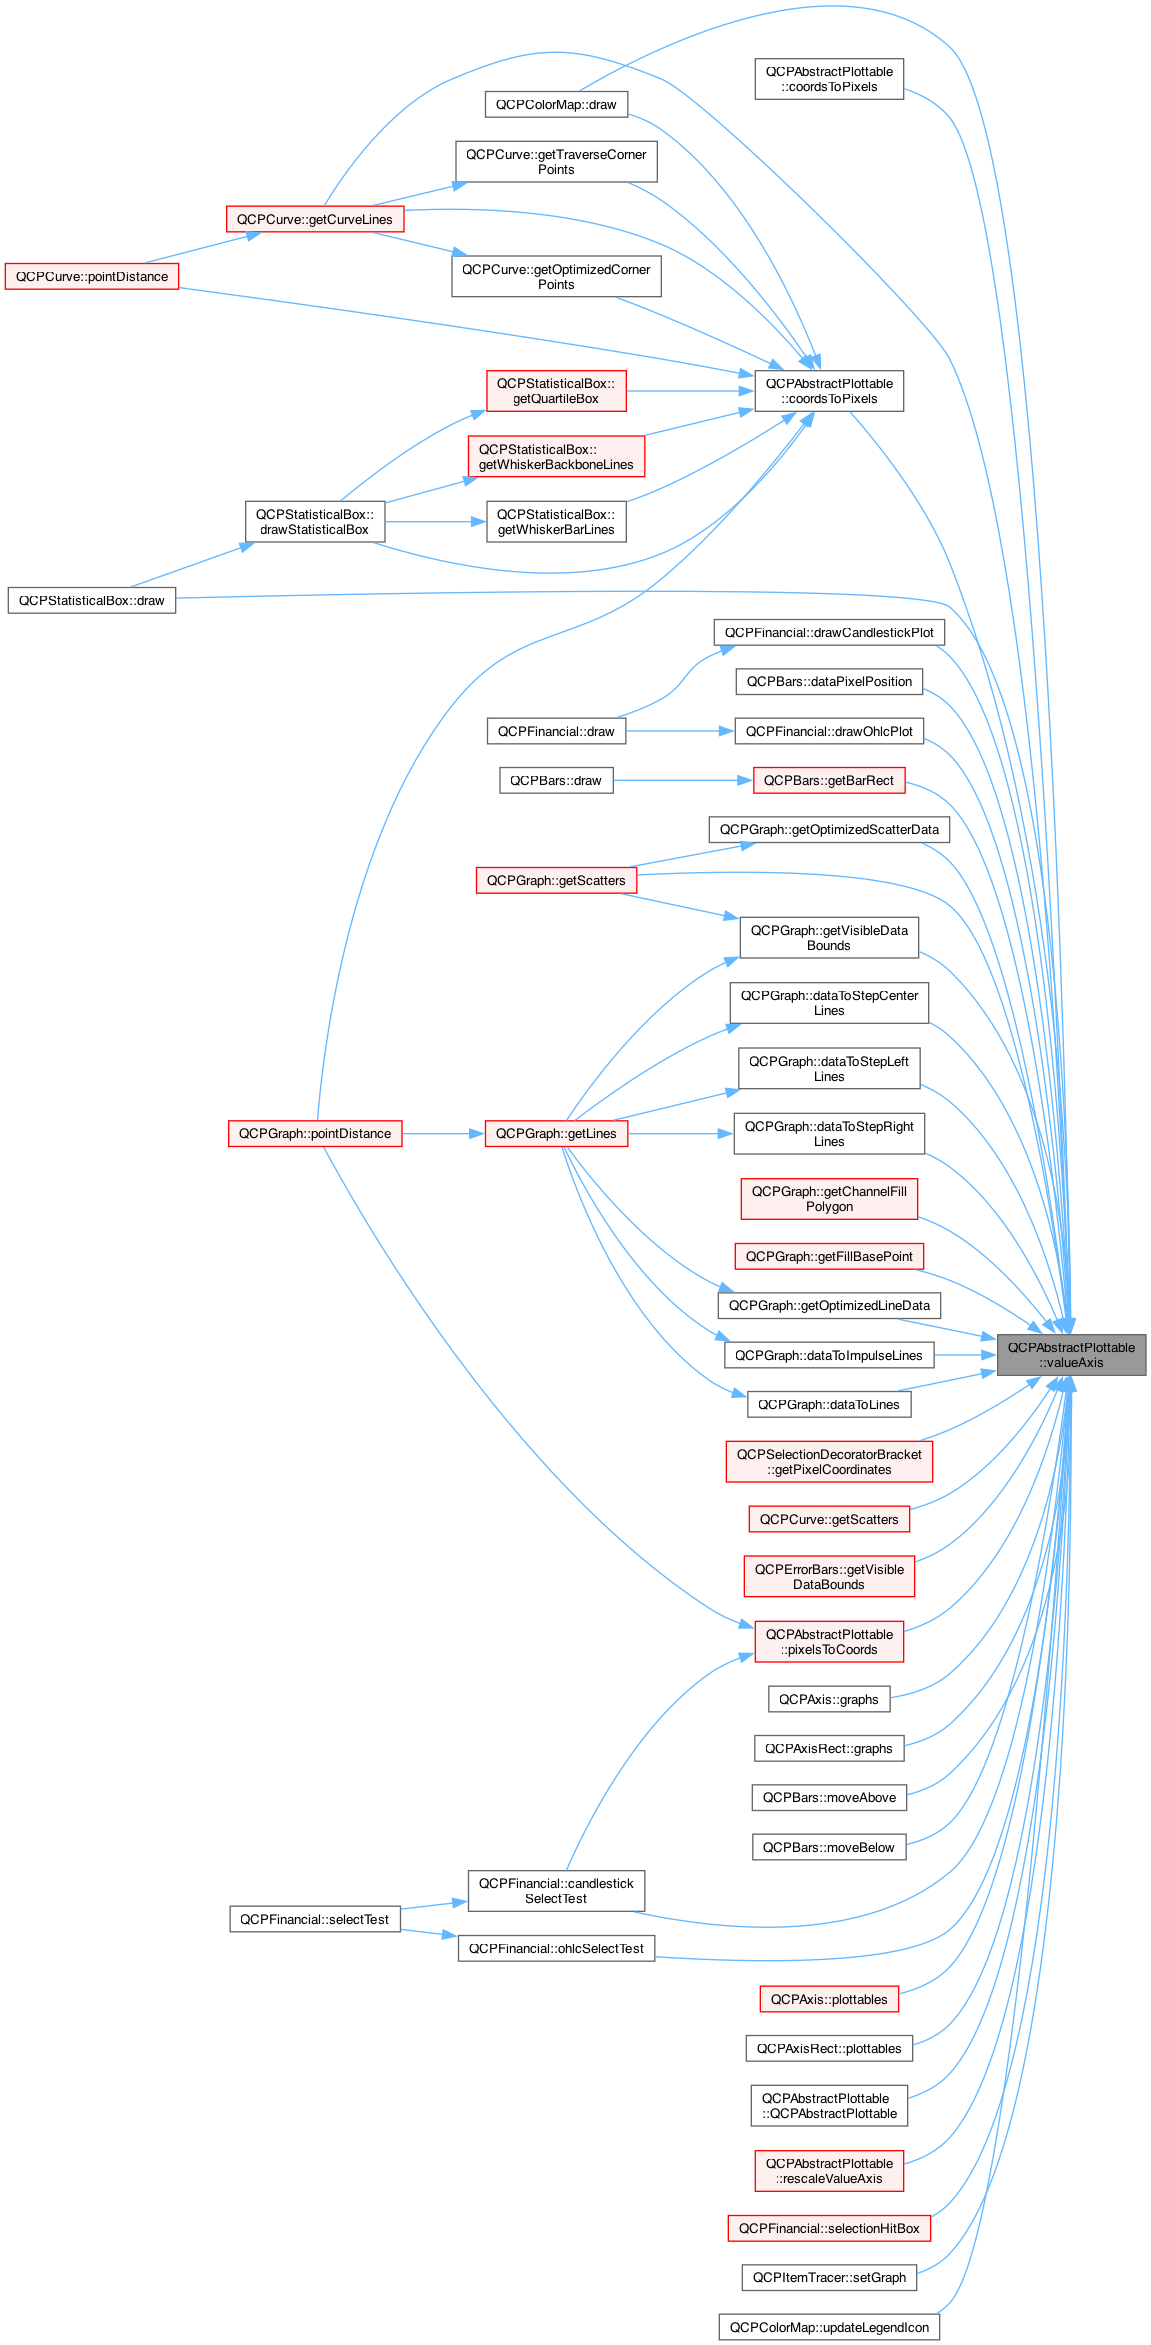 QCPAbstractPlottable
::coordsToPixels
QCPColorMap::draw
QCPCurve::getTraverseCorner
Points
QCPCurve::getCurveLines
QCPCurve::getOptimizedCorner
Points
QCPCurve::pointDistance
QCPAbstractPlottable
::coordsToPixels
QCPStatisticalBox::
getQuartileBox
QCPStatisticalBox::
getWhiskerBackboneLines
QCPStatisticalBox::
drawStatisticalBox
QCPStatisticalBox::
getWhiskerBarLines
QCPStatisticalBox::draw
QCPFinancial::drawCandlestickPlot
QCPBars::dataPixelPosition
QCPFinancial::draw
QCPFinancial::drawOhlcPlot
QCPBars::draw
QCPBars::getBarRect
QCPGraph::getOptimizedScatterData
QCPGraph::getScatters
QCPGraph::getVisibleData
Bounds
QCPGraph::dataToStepCenter
Lines
QCPGraph::dataToStepLeft
Lines
QCPGraph::pointDistance
QCPGraph::getLines
QCPGraph::dataToStepRight
Lines
QCPGraph::getChannelFill
Polygon
QCPGraph::getFillBasePoint
QCPGraph::getOptimizedLineData
QCPAbstractPlottable
::valueAxis
QCPGraph::dataToImpulseLines
QCPGraph::dataToLines
QCPSelectionDecoratorBracket
::getPixelCoordinates
QCPCurve::getScatters
QCPErrorBars::getVisible
DataBounds
QCPAbstractPlottable
::pixelsToCoords
QCPAxis::graphs
QCPAxisRect::graphs
QCPBars::moveAbove
QCPBars::moveBelow
QCPFinancial::candlestick
SelectTest
QCPFinancial::selectTest
QCPFinancial::ohlcSelectTest
QCPAxis::plottables
QCPAxisRect::plottables
QCPAbstractPlottable
::QCPAbstractPlottable
QCPAbstractPlottable
::rescaleValueAxis
QCPFinancial::selectionHitBox
QCPItemTracer::setGraph
QCPColorMap::updateLegendIcon